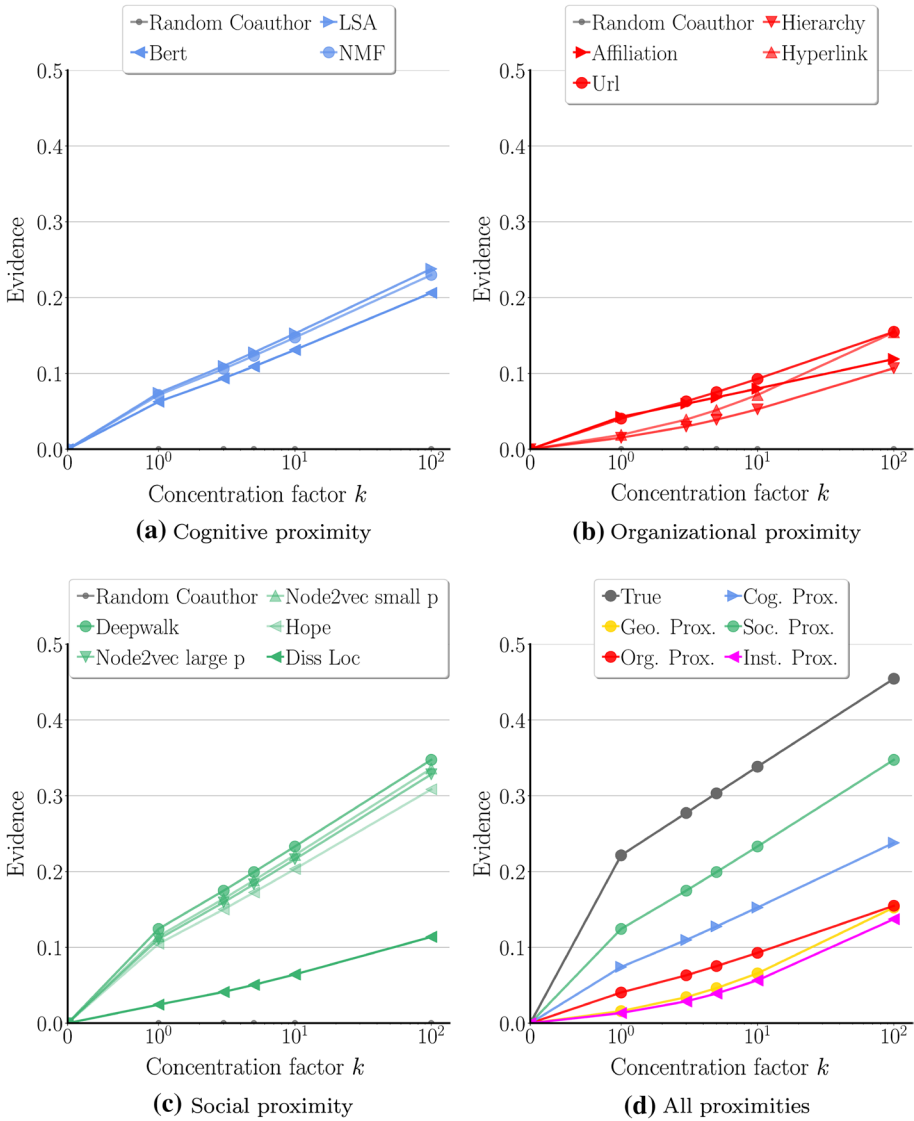 Random Coauthor LSA
Bert NMF
0.5
0.4
0.3
0.2
0.1
0.0
Evidence
0 10^0 10^1 10^2
Concentration factor k
(a) Cognitive proximity
Random Coauthor Hierarchy
Affiliation Hyperlink
Url
0.5
0.4
0.3
0.2
0.1
0.0
Evidence
0 10^0 10^1 10^2
Concentration factor k
(b) Organizational proximity
Random Coauthor Node2vec small p
Deepwalk Hope
Node2vec large p Diss Loc
0.5
0.4
0.3
0.2
0.1
0.0
Evidence
0 10^0 10^1 10^2
Concentration factor k
(c) Social proximity
True Cog. Prox.
Geo. Prox. Soc. Prox.
Org. Prox. Inst. Prox.
0.5
0.4
0.3
0.2
0.1
0.0
Evidence
0 10^0 10^1 10^2
Concentration factor k
(d) All proximities